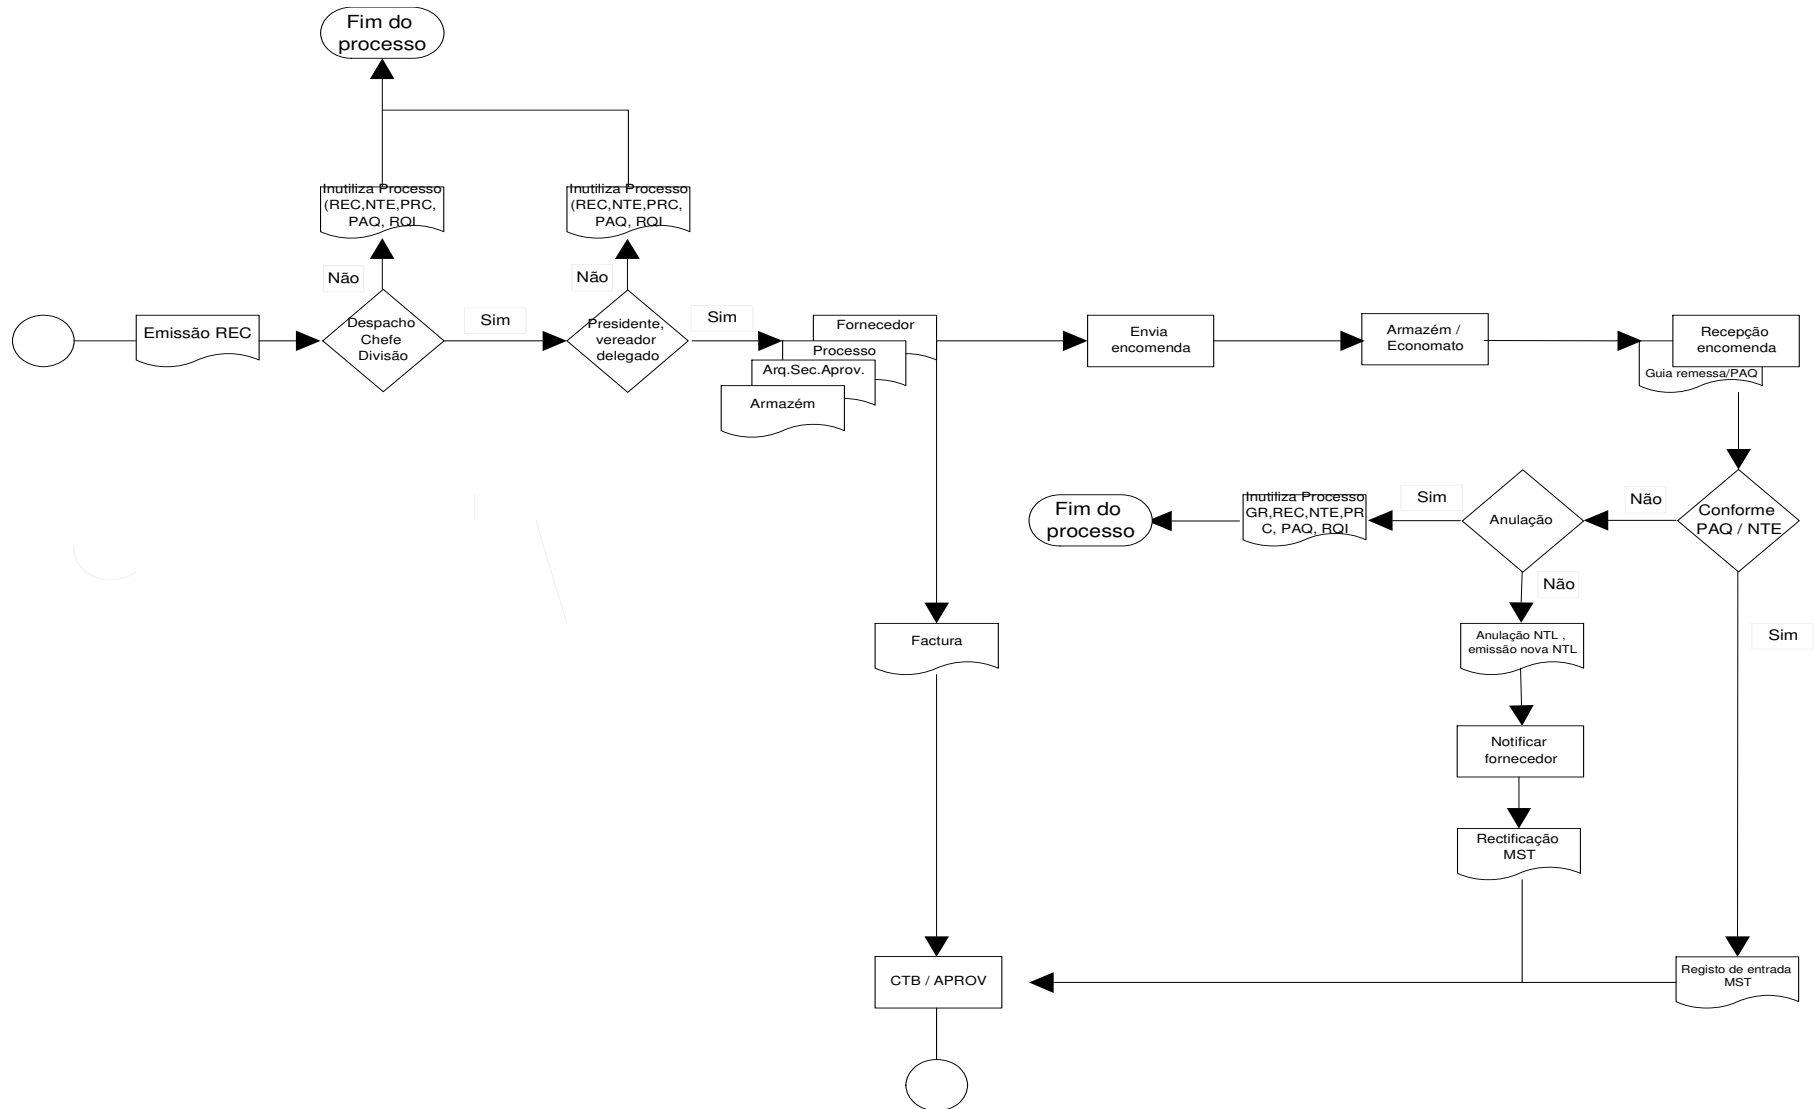 Fim do
processo
Inutiliza Processo
(REC,NTE,PRC,
PAQ, RQI
Inutiliza Processo
(REC,NTE,PRC,
PAQ, RQI
Não
Não
Emissão REC
Despacho
Chefe
Divisão
Sim
Presidente,
vereador
delegado
Sim
Fornecedor
Processo
Arq.Sec.Aprov.
Armazém
Envia
encomenda
Armazém /
Economato
Recepção
encomenda
Guia remessa/PAQ
Fim do
processo
Inutiliza Processo
GR,REC,NTE,PR
C, PAQ, RQI
Sim
Anulação
Não
Conforme
PAQ / NTE
Não
Sim
Factura
Anulação NTL ,
emissão nova NTL
Notificar
fornecedor
Rectificação
MST
CTB / APROV
Registo de entrada
MST